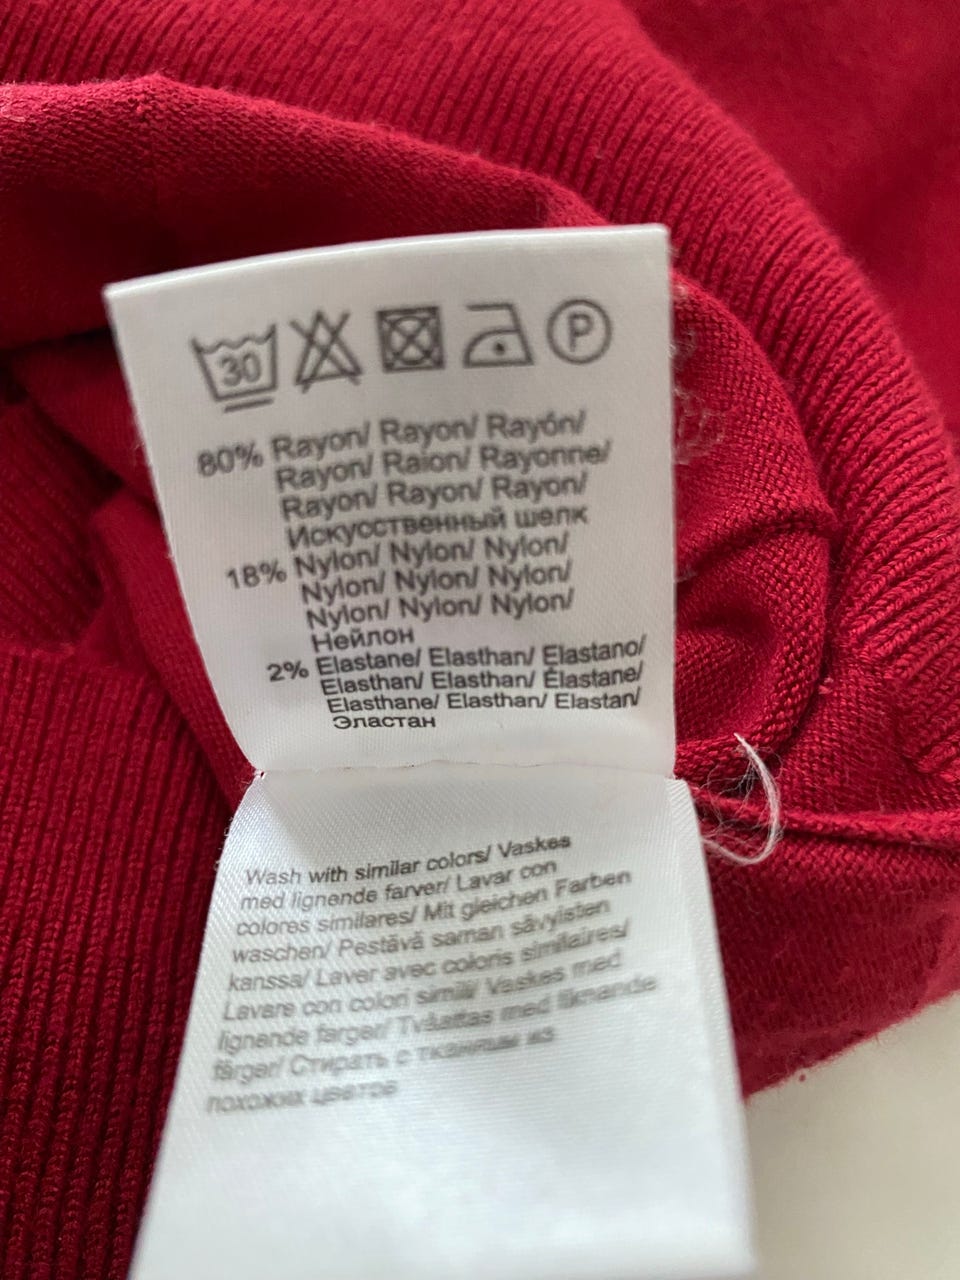 30
P
80% Rayon/ Rayon/ Rayón/
Rayon/ Raion/ Rayonne/
Rayon/ Rayon/ Rayon/
Искусственный шелк
18% Nylon/ Nylon/ Nylon/
Nylon/ Nylon/ Nylon/
Nylon/ Nylon/ Nylon/
Нейлон
2% Elastane/ Elasthan/ Elastano/
Elasthan/ Elasthan/ Élastane/
Elasthane/ Elasthan/ Elastan/
Эластан
Wash with similar colors/ Vaskes
med lignende farver/ Lavar con
colores similares/ Mit gleichen Farben
waschen/ Pestävä saman sävyisten
kanssa/ Laver avec coloris similaires/
Lavare con colori simili/ Vaskes med
lignende farger/ Tvättas med liknande
färger/ Стирать с тканями из
похожих цветов